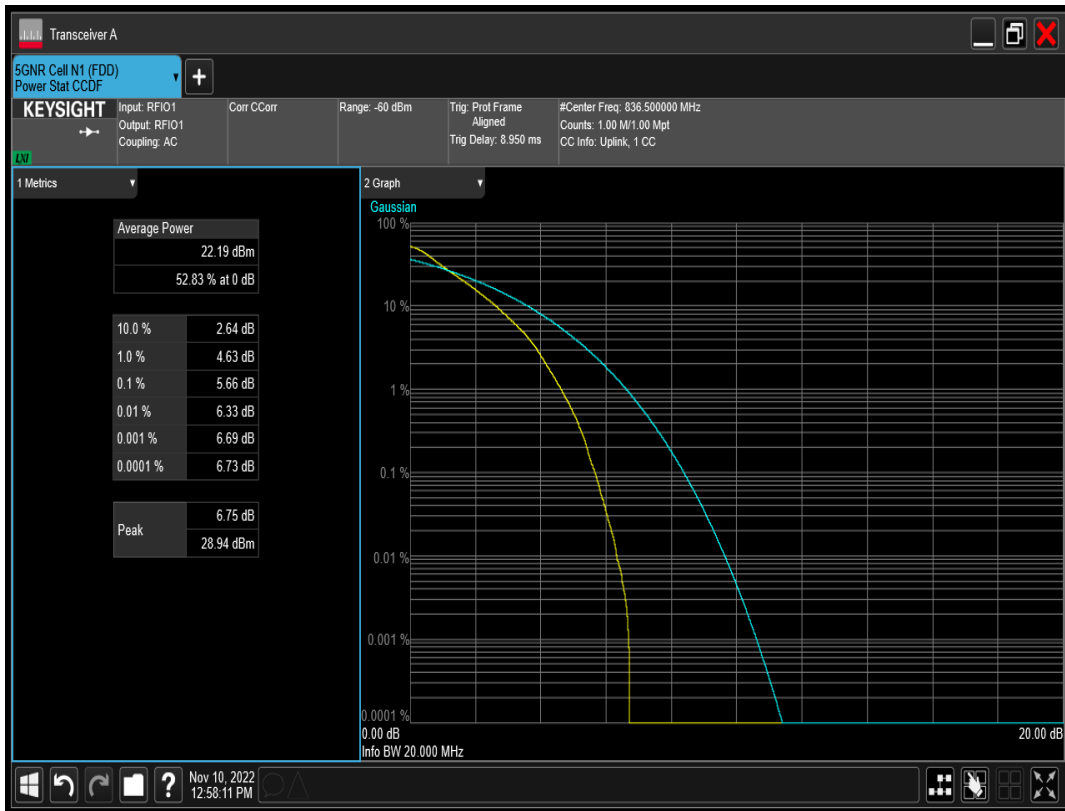 Transceiver A
5GNR Cell N1 (FDD)
Power Stat CCDF
+
KEYSIGHT
LXI
Input: RFIO1
Output: RFIO1
Coupling: AC
Corr CCorr
Range: -60 dBm
Trig: Prot Frame
Aligned
Trig Delay: 8.950 ms
#Center Freq: 836.500000 MHz
Counts: 1.00 M/1.00 Mpt
CC Info: Uplink, 1 CC
1 Metrics
Average Power
22.19 dBm
52.83 % at 0 dB
10.0 % 2.64 dB
1.0 % 4.63 dB
0.1 % 5.66 dB
0.01 % 6.33 dB
0.001 % 6.69 dB
0.0001 % 6.73 dB
Peak 6.75 dB
28.94 dBm
2 Graph
Gaussian
100 %
10 %
1 %
0.1 %
0.01 %
0.001 %
0.0001 %
0.00 dB 20.00 dB
Info BW 20.000 MHz
?
Nov 10, 2022
12:58:11 PM